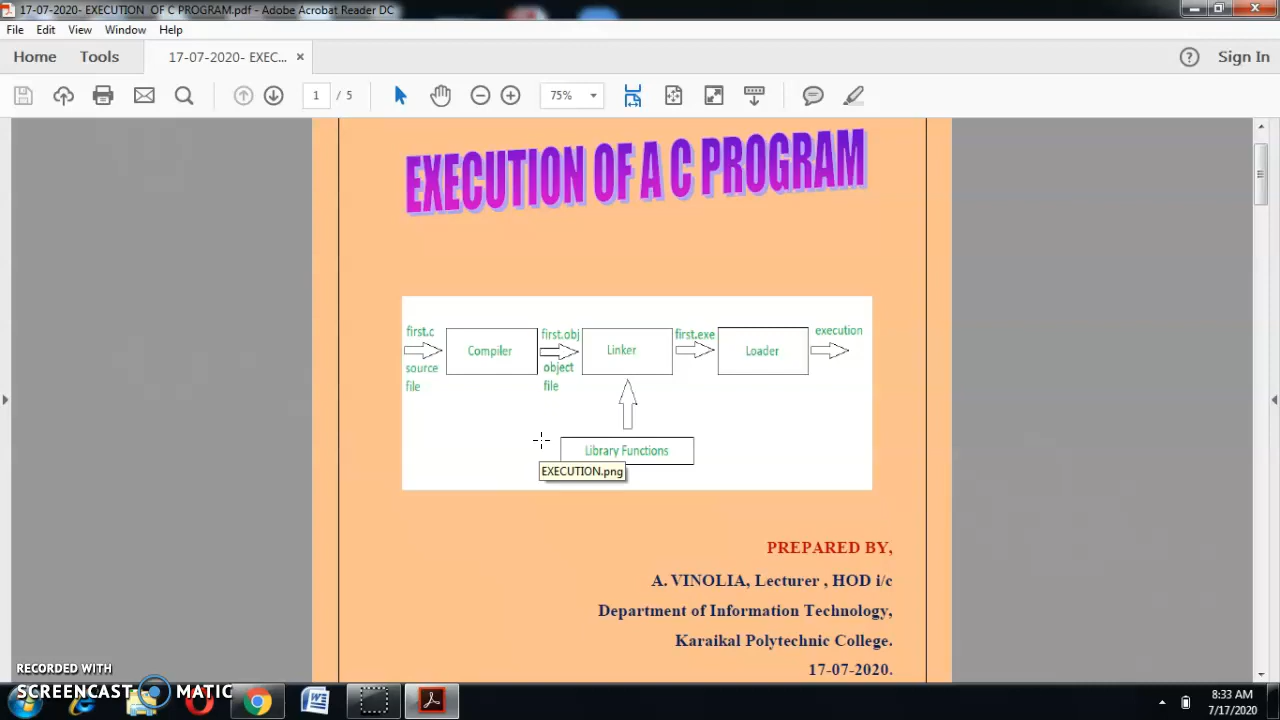 17-07-2020- EXECUTION OF C PROGRAM.pdf - Adobe Acrobat Reader DC
File Edit View Window Help
Home Tools 17-07-2020- EXEC... × ? Sign In
1 / 5 75%
EXECUTION OF A C PROGRAM
first.c first.obj first.exe execution
Compiler Linker Loader
source object
file file
Library Functions
EXECUTION.png
PREPARED BY,
A. VINOLIA, Lecturer , HOD i/c
Department of Information Technology,
Karaikal Polytechnic College.
17-07-2020.
RECORDED WITH
SCREENCAST MATIC
8:33 AM
7/17/2020